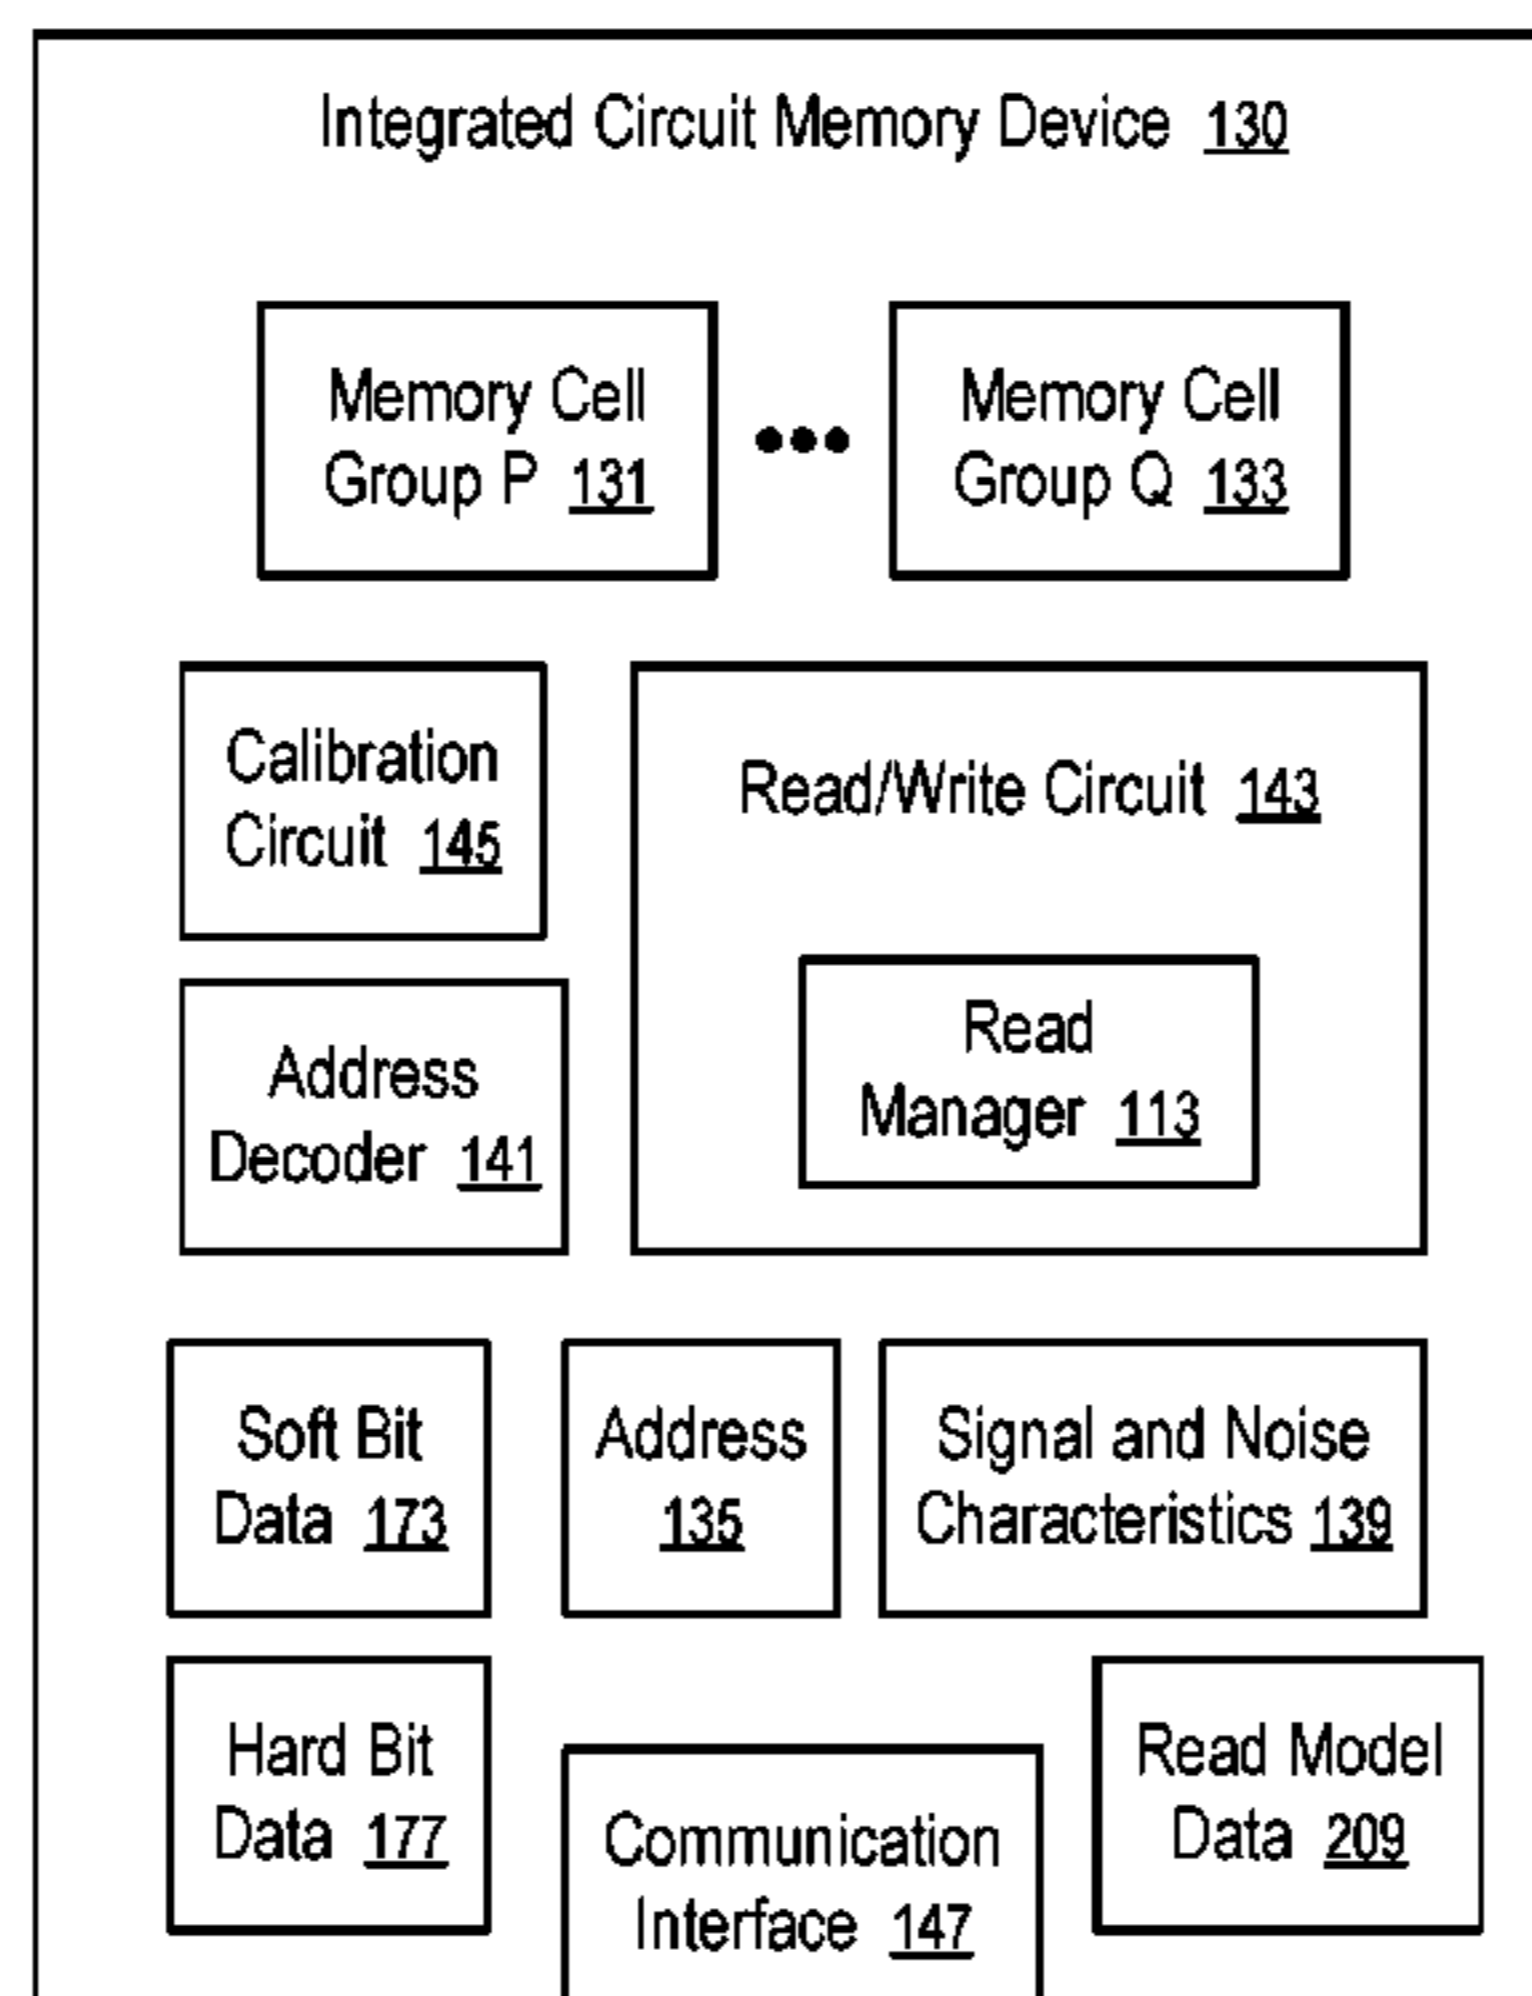 Integrated Circuit Memory Device 130
Memory Cell
Group P 131
Memory Cell
Group Q 133
Calibration
Circuit 145
Read/Write Circuit 143
Read
Manager 113
Address
Decoder 141
Soft Bit
Data 173
Address
135
Signal and Noise
Characteristics 139
Hard Bit
Data 177
Communication
Interface 147
Read Model
Data 209